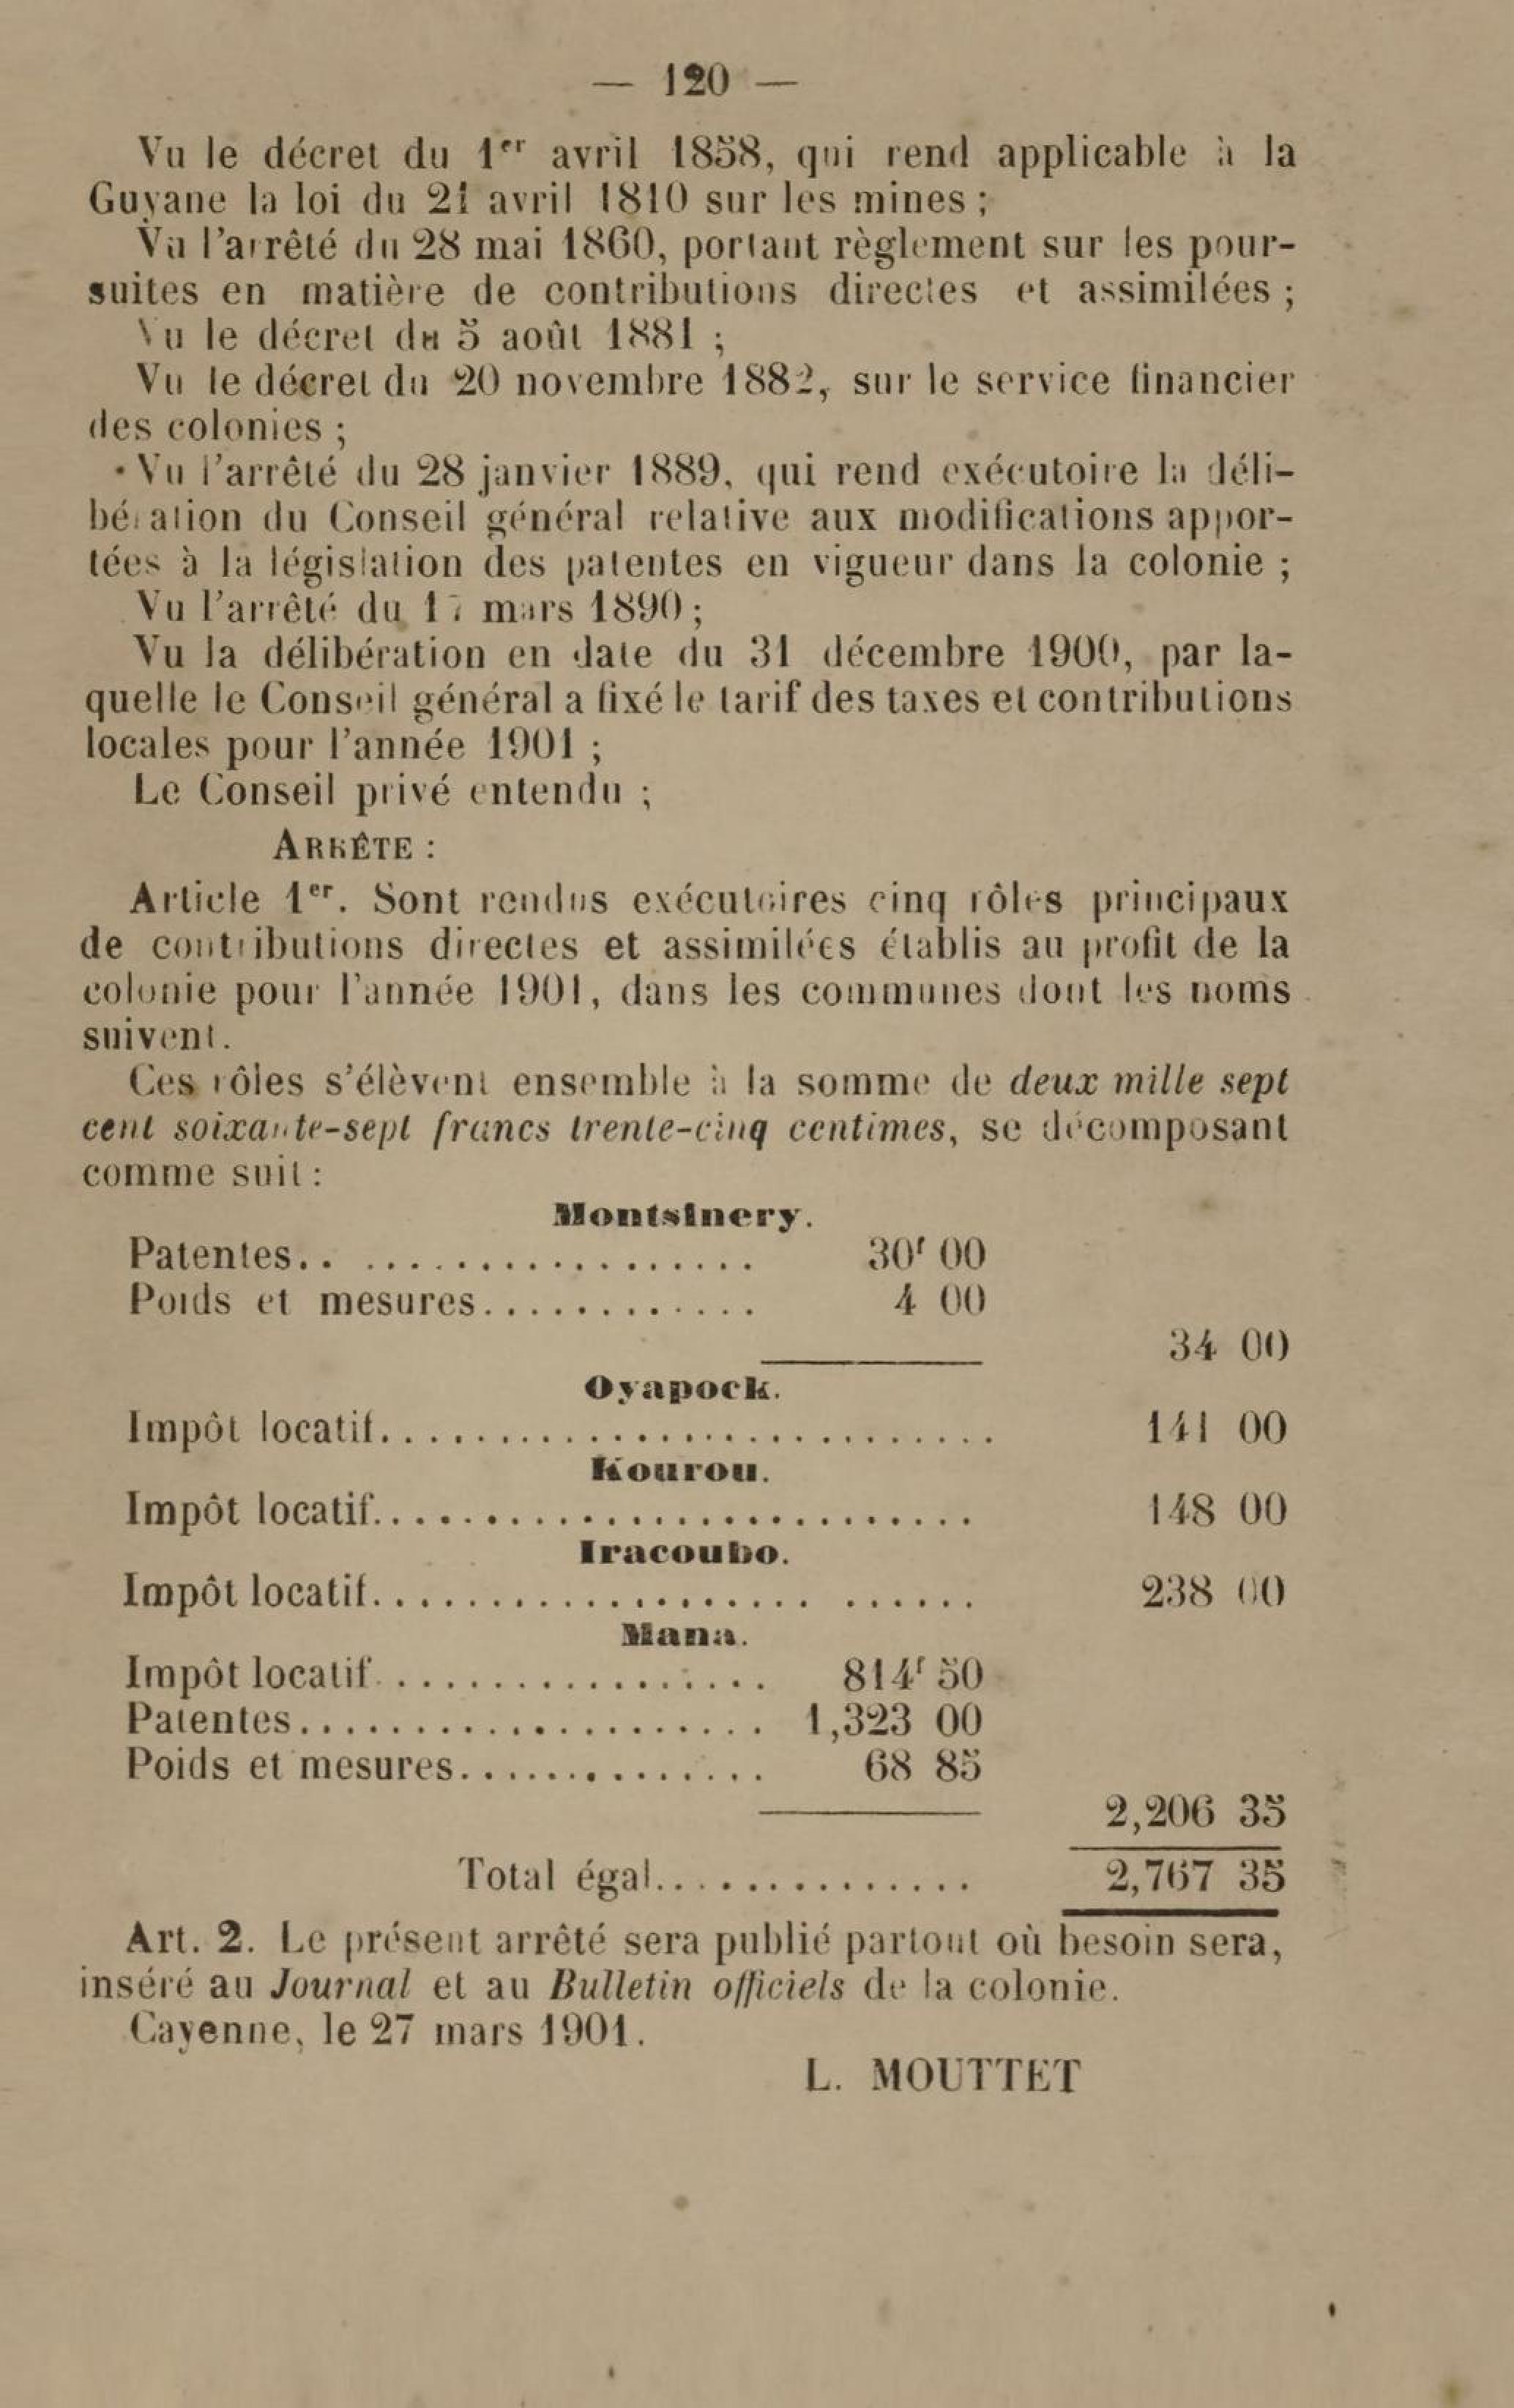 — 120 —
Vu le décret du 1er avril 1858, qui rend applicable à la
Guyane la loi du 21 avril 1810 sur les mines ;
Vu l'arrêté du 28 mai 1860, portant règlement sur les pour-
suites en matière de contributions directes et assimilées ;
Vu le décret du 5 août 1881 ;
Vu le décret du 20 novembre 1882, sur le service financier
des colonies ;
Vu l'arrêté du 28 janvier 1889, qui rend exécutoire la déli-
bération du Conseil général relative aux modifications appor-
tées à la législation des patentes en vigueur dans la colonie ;
Vu l'arrêté du 17 mars 1890 ;
Vu la délibération en date du 31 décembre 1900, par la-
quelle le Conseil général a fixé le tarif des taxes et contributions
locales pour l'année 1901 ;
Le Conseil privé entendu ;
ARRÊTE :
Article 1er. Sont rendus exécutoires cinq rôles principaux
de contributions directes et assimilées établis au profit de la
colonie pour l'année 1901, dans les communes dont les noms
suivent.
Ces rôles s'élèvent ensemble à la somme de deux mille sept
cent soixante-sept francs trente-cinq centimes, se décomposant
comme suit :
Montsinery.
Patentes.. .................. 30f 00
Poids et mesures............ 4 00
34 00
Oyapock.
Impôt locatif........................... 141 00
Kourou.
Impôt locatif.......................... 148 00
Iracoubo.
Impôt locatif................... ...... 238 00
Mana.
Impôt locatif................. 814f 50
Patentes.................... 1,323 00
Poids et mesures.............. 68 85
2,206 35
Total égal.............. 2,767 35
Art. 2. Le présent arrêté sera publié partout où besoin sera,
inséré au Journal et au Bulletin officiels de la colonie.
Cayenne, le 27 mars 1901.
L. MOUTTET